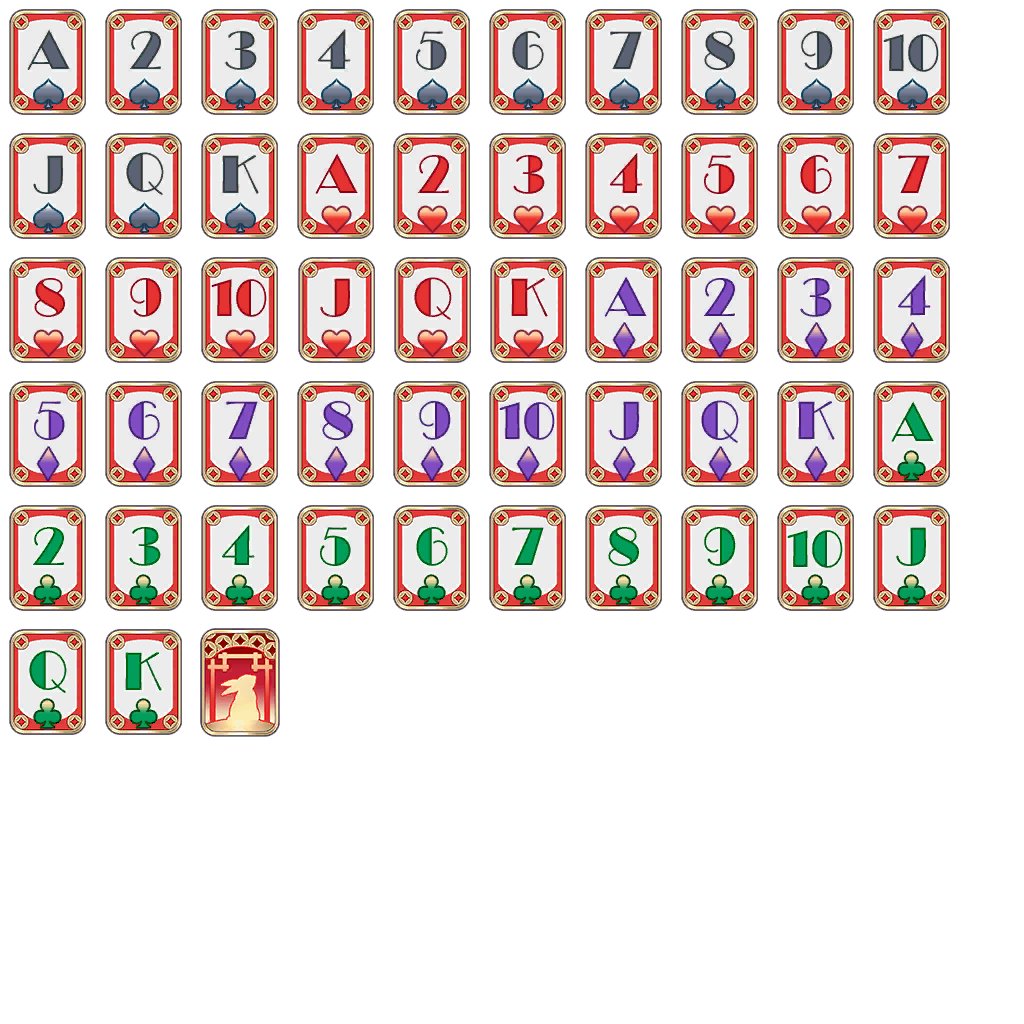 A 2 3 4 5 6 7 8 9 10
J Q K A 2 3 4 5 6 7
8 9 10 J Q K A 2 3 4
5 6 7 8 9 10 J Q K A
2 3 4 5 6 7 8 9 10 J
Q K